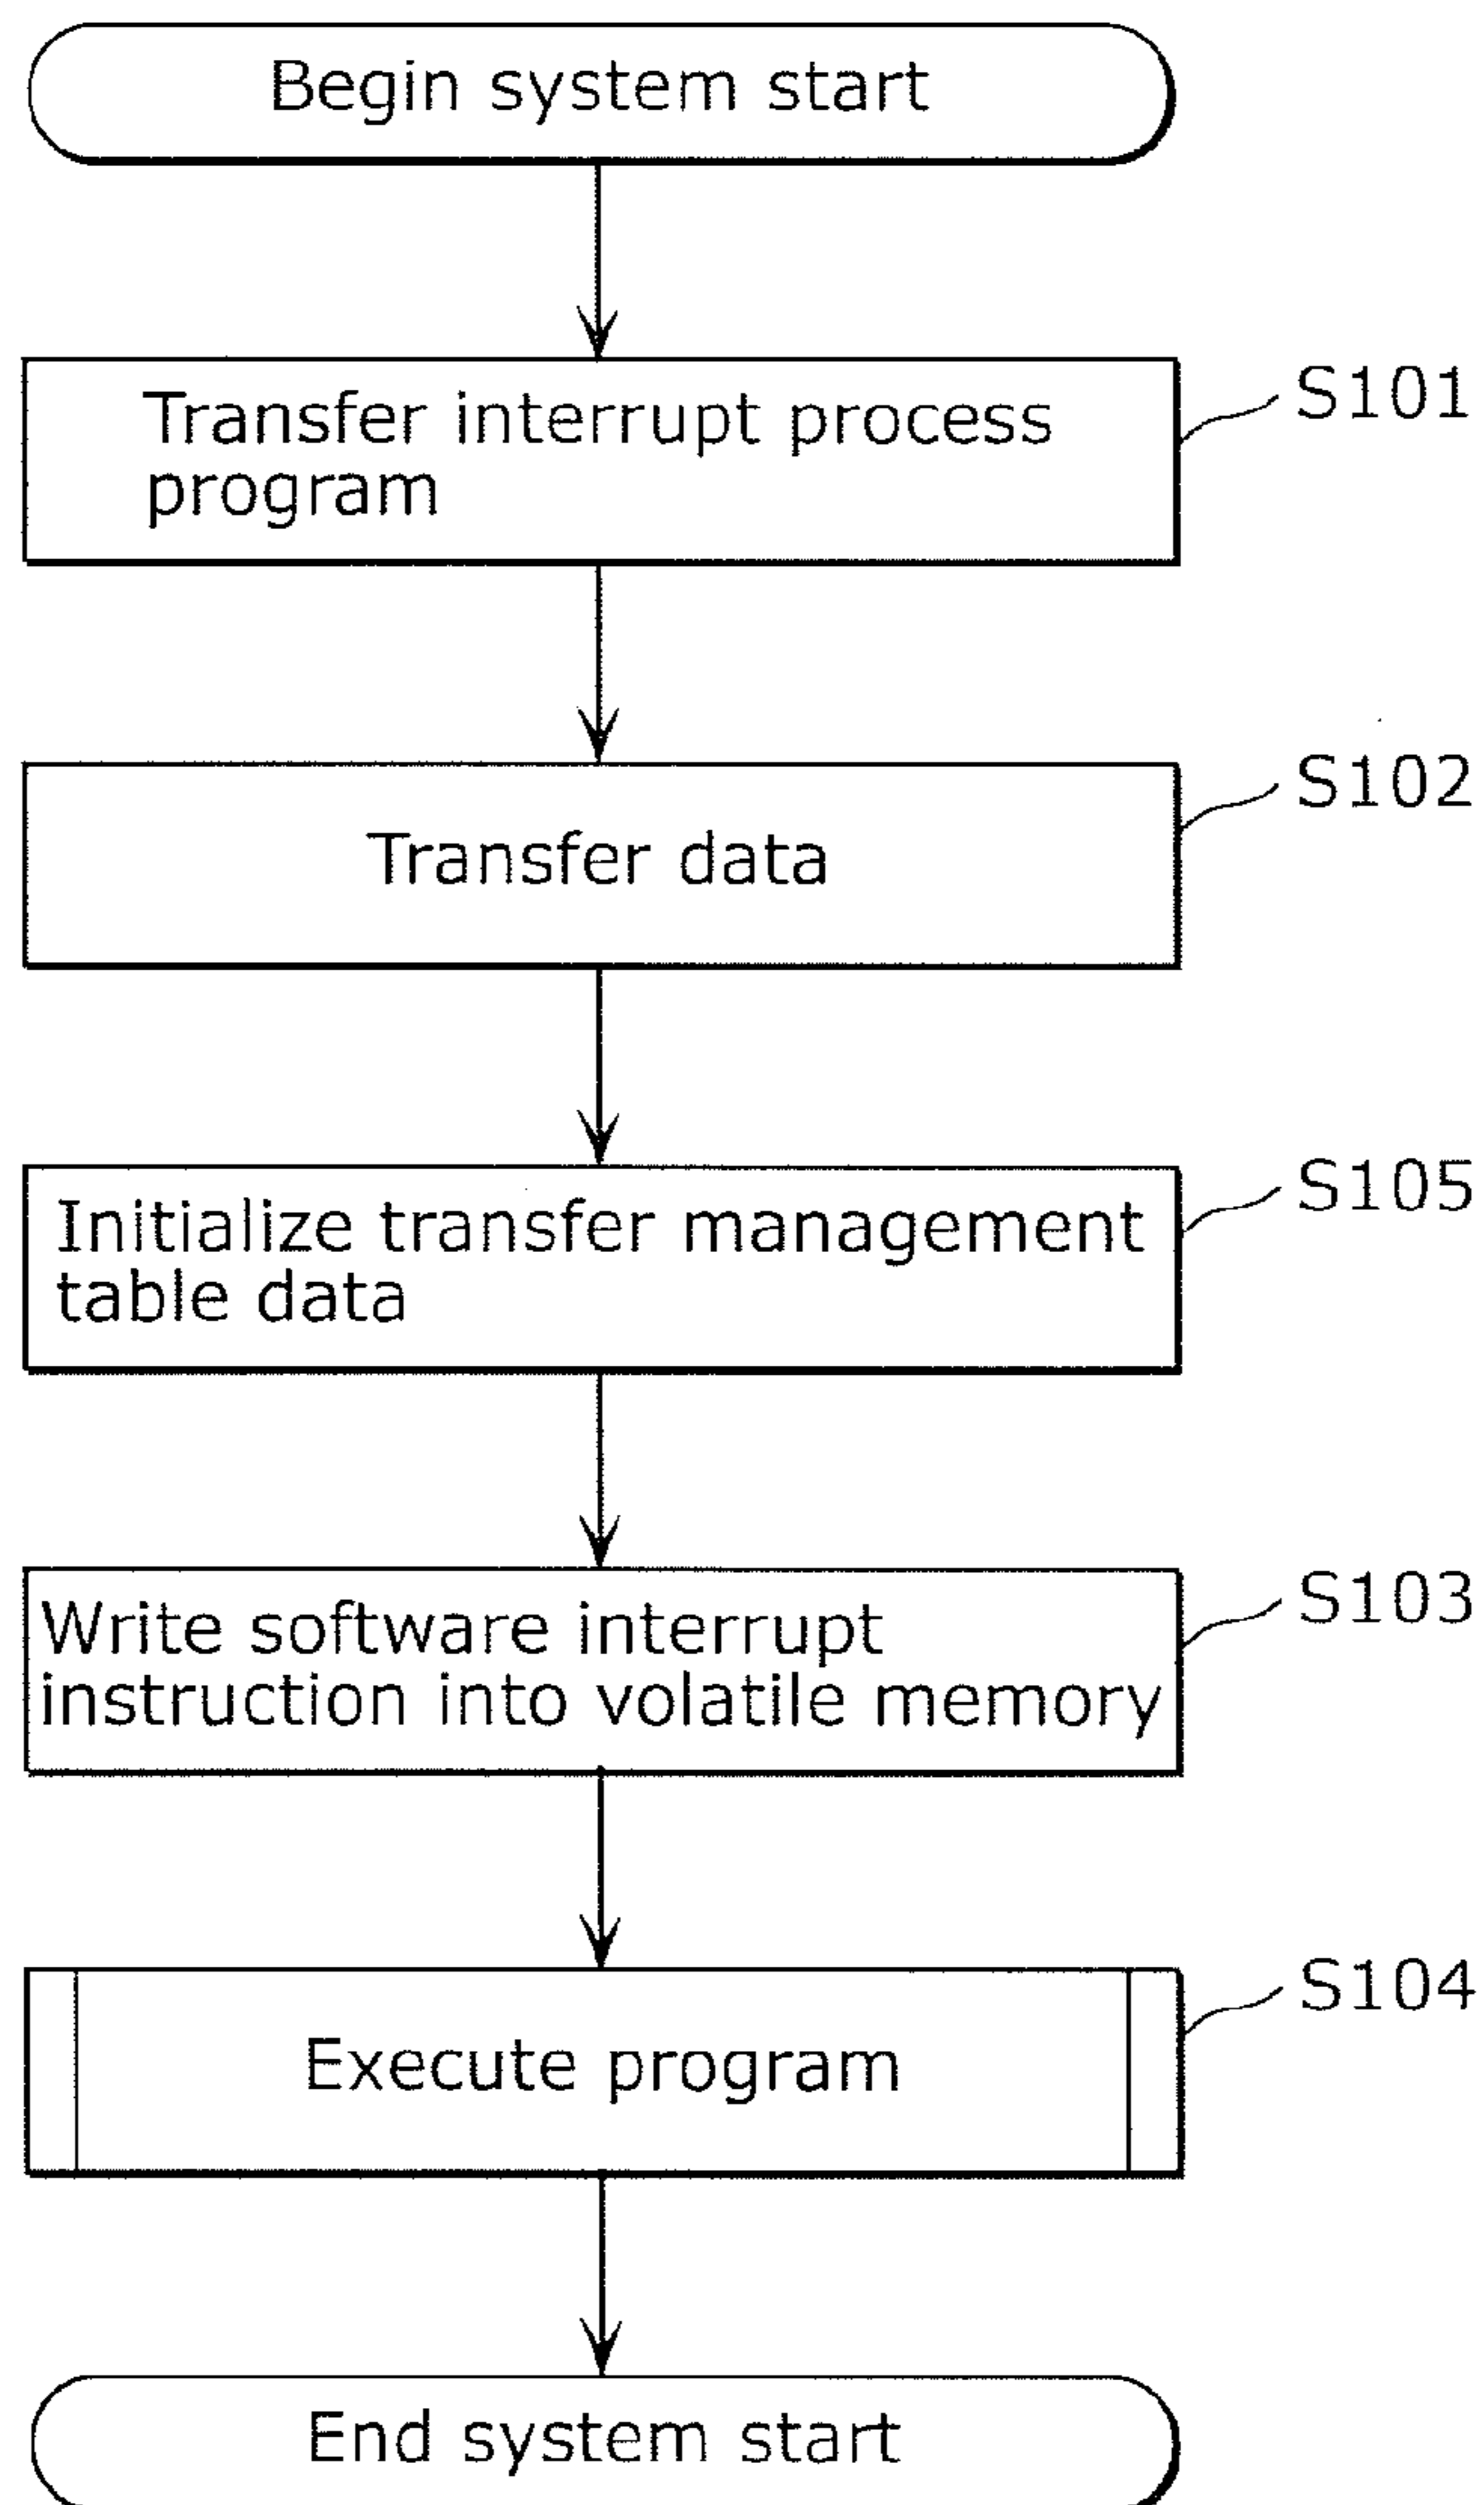 Begin system start
Transfer interrupt process
program
S101
Transfer data
S102
Initialize transfer management
table data
S105
Write software interrupt
instruction into volatile memory
S103
Execute program
S104
End system start